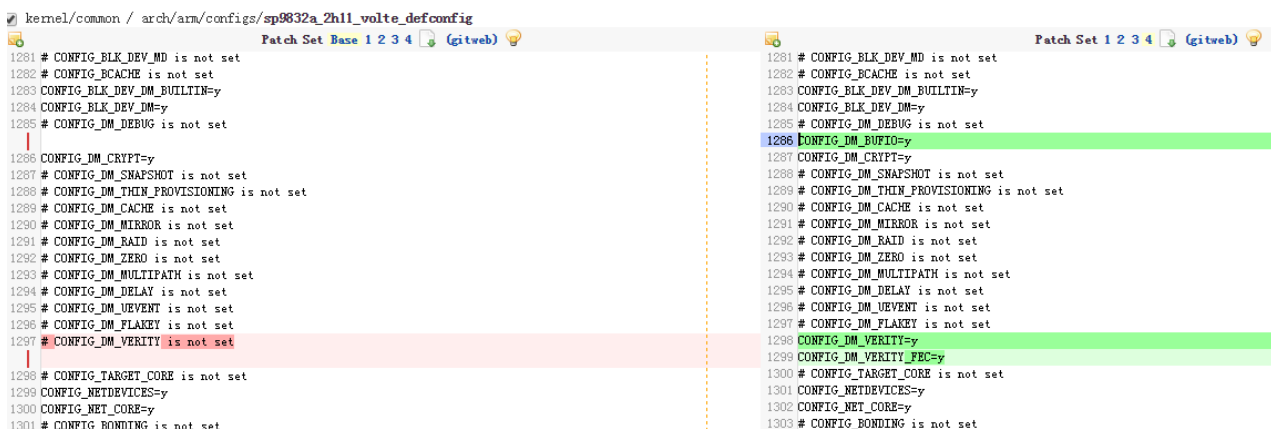 kernel/common / arch/arm/configs/sp9832a_2h11_volte_defconfig
Patch Set Base 1 2 3 4 (gitweb)
1281 # CONFIG_BLK_DEV_MD is not set
1282 # CONFIG_BCACHE is not set
1283 CONFIG_BLK_DEV_DM_BUILTIN=y
1284 CONFIG_BLK_DEV_DM=y
1285 # CONFIG_DM_DEBUG is not set
1286 CONFIG_DM_CRYPT=y
1287 # CONFIG_DM_SNAPSHOT is not set
1288 # CONFIG_DM_THIN_PROVISIONING is not set
1289 # CONFIG_DM_CACHE is not set
1290 # CONFIG_DM_MIRROR is not set
1291 # CONFIG_DM_RAID is not set
1292 # CONFIG_DM_ZERO is not set
1293 # CONFIG_DM_MULTIPATH is not set
1294 # CONFIG_DM_DELAY is not set
1295 # CONFIG_DM_UEVENT is not set
1296 # CONFIG_DM_FLAKEY is not set
1297 # CONFIG_DM_VERITY is not set
1298 # CONFIG_TARGET_CORE is not set
1299 CONFIG_NETDEVICES=y
1300 CONFIG_NET_CORE=y
1301 # CONFIG_BONDING is not set
Patch Set 1 2 3 4 (gitweb)
1281 # CONFIG_BLK_DEV_MD is not set
1282 # CONFIG_BCACHE is not set
1283 CONFIG_BLK_DEV_DM_BUILTIN=y
1284 CONFIG_BLK_DEV_DM=y
1285 # CONFIG_DM_DEBUG is not set
1286 CONFIG_DM_BUFIO=y
1287 CONFIG_DM_CRYPT=y
1288 # CONFIG_DM_SNAPSHOT is not set
1289 # CONFIG_DM_THIN_PROVISIONING is not set
1290 # CONFIG_DM_CACHE is not set
1291 # CONFIG_DM_MIRROR is not set
1292 # CONFIG_DM_RAID is not set
1293 # CONFIG_DM_ZERO is not set
1294 # CONFIG_DM_MULTIPATH is not set
1295 # CONFIG_DM_DELAY is not set
1296 # CONFIG_DM_UEVENT is not set
1297 # CONFIG_DM_FLAKEY is not set
1298 CONFIG_DM_VERITY=y
1299 CONFIG_DM_VERITY_FEC=y
1300 # CONFIG_TARGET_CORE is not set
1301 CONFIG_NETDEVICES=y
1302 CONFIG_NET_CORE=y
1303 # CONFIG_BONDING is not set